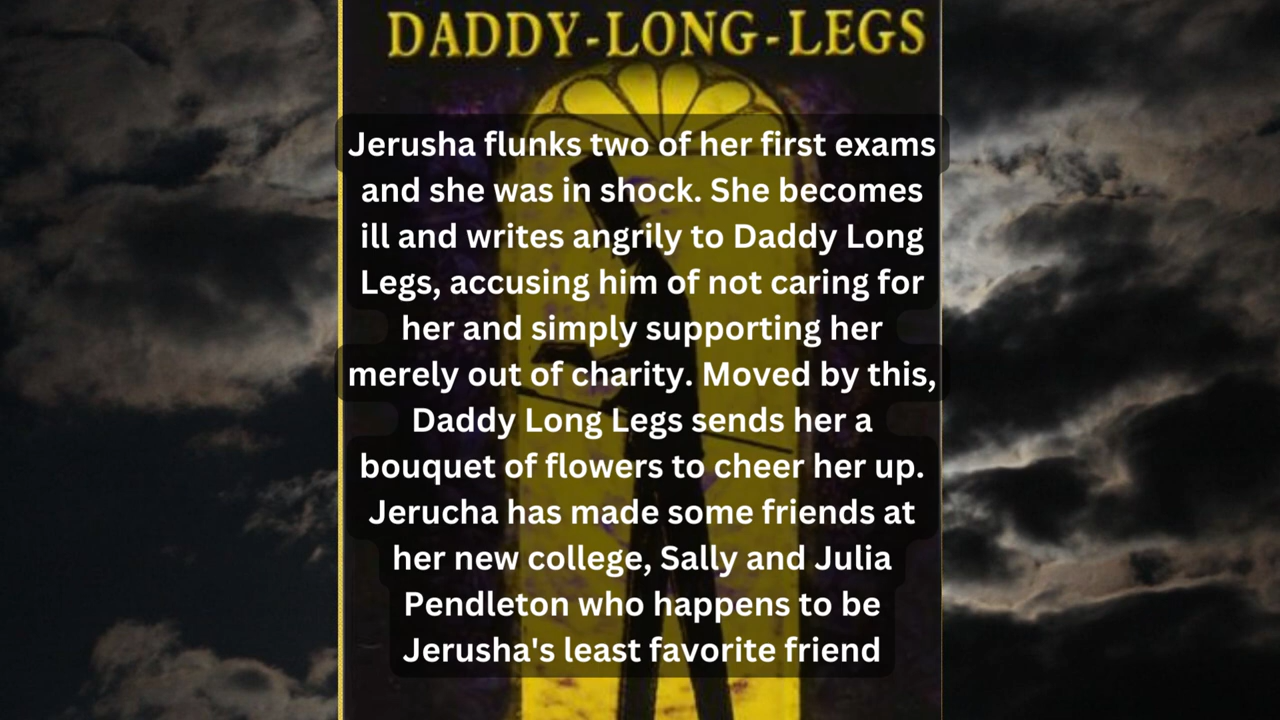 DADDY-LONG-LEGS
Jerusha flunks two of her first exams
and she was in shock. She becomes
ill and writes angrily to Daddy Long
Legs, accusing him of not caring for
her and simply supporting her
merely out of charity. Moved by this,
Daddy Long Legs sends her a
bouquet of flowers to cheer her up.
Jerucha has made some friends at
her new college, Sally and Julia
Pendleton who happens to be
Jerusha's least favorite friend